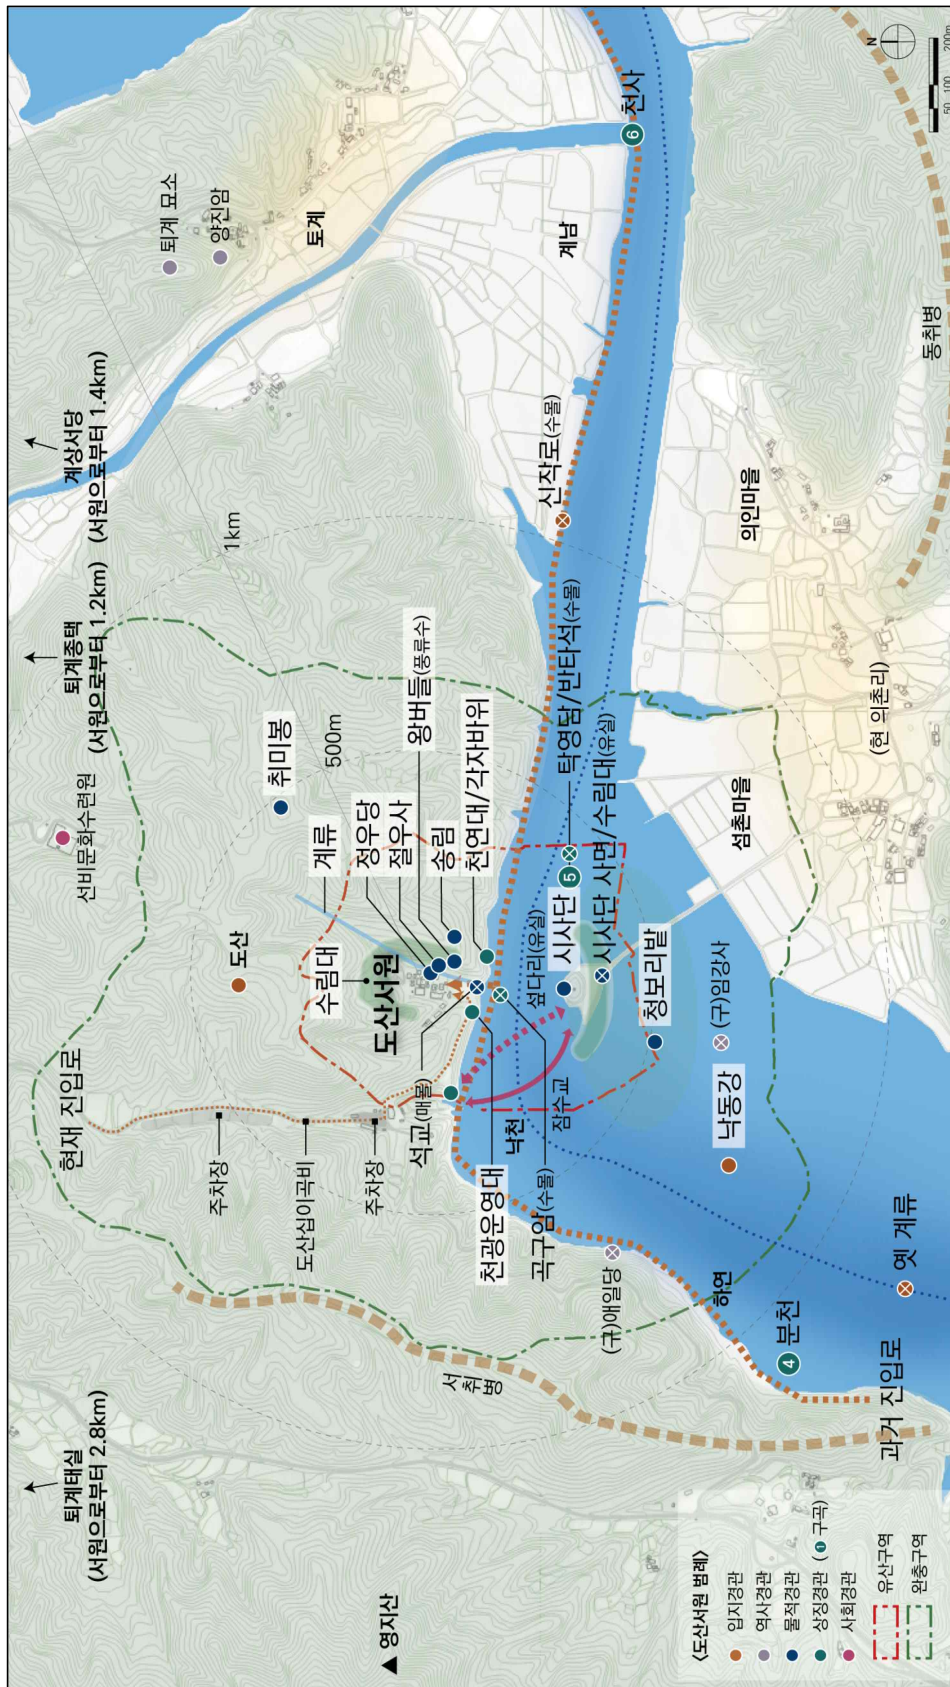 퇴계태실
(서원으로부터 2.8km)
퇴계종택
(서원으로부터 1.2km)
계상서당
(서원으로부터 1.4km)
▲ 영지산
서취병
현재 진입로
주차장
도산십이곡비
주차장
선비문화수련원
도산
취미봉
500m
1km
퇴계 묘소
양진암
토계
계남
6 천사
N
50 100 200m
수림대
도산서원
계류
정우당
절우사
왕버들(풍류수)
송림
천연대/각자바위
석교(매몰)
천광운영대
곡구암(수몰)
낙천
잠수교
섶다리(유실)
시사단
5
탁영담/반타석(수몰)
시사단 사면/수림대(유실)
청보리밭
신작로(수몰)
(구)임강사
낙동강
(구)애일당
하연
4 분천
옛 계류
과거 진입로
섬촌마을
의인마을
(현 의촌리)
동취병
<도산서원 범례>
입지경관
역사경관
물적경관
상징경관 ( 1 구곡)
사회경관
유산구역
완충구역